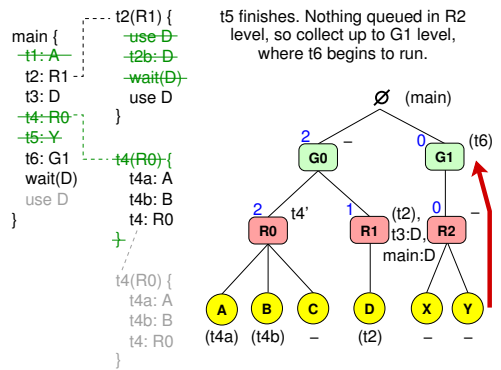 main {
t1: A
t2: R1
t3: D
t4: R0
t5: Y
t6: G1
wait(D)
use D
}
t2(R1) {
use D
t2b: D
wait(D)
use D
}
t4(R0) {
t4a: A
t4b: B
t4: R0
}
t4(R0) {
t4a: A
t4b: B
t4: R0
}
t5 finishes. Nothing queued in R2
level, so collect up to G1 level,
where t6 begins to run.
∅ (main)
2 G0 – 0 G1 (t6)
2 R0 t4' 1 R1 (t2), t3:D, main:D 0 R2 –
A B C D X Y
(t4a) (t4b) – (t2) – –